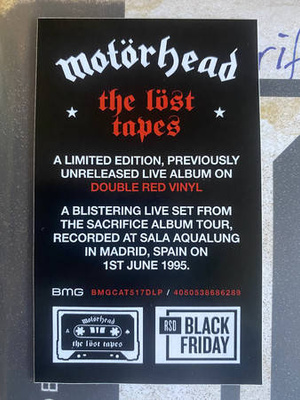 motörhead
the löst
tapes
A LIMITED EDITION, PREVIOUSLY
UNRELEASED LIVE ALBUM ON
DOUBLE RED VINYL
A BLISTERING LIVE SET FROM
THE SACRIFICE ALBUM TOUR,
RECORDED AT SALA AQUALUNG
IN MADRID, SPAIN ON
1ST JUNE 1995.
BMG BMGCAT517DLP / 4050538686289
motörhead
A
the löst tapes
RSD BLACK
FRIDAY